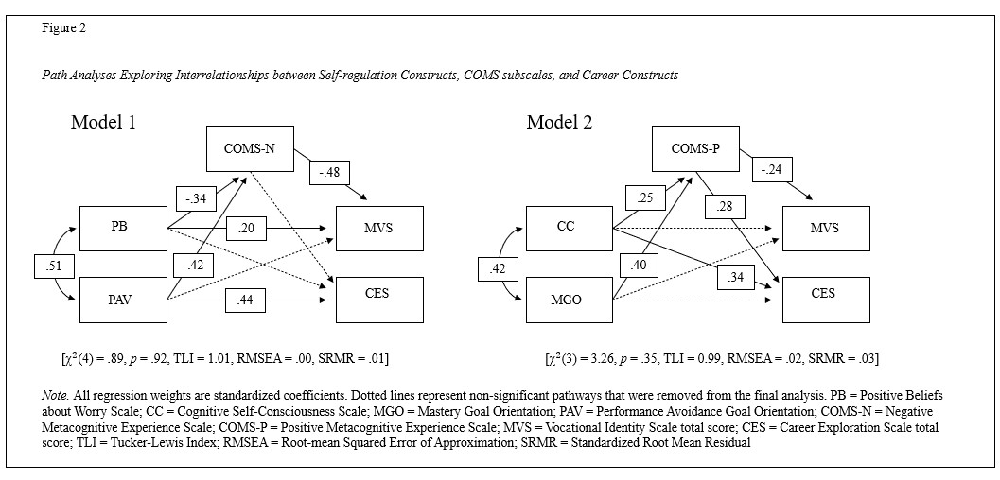 Figure 2
Path Analyses Exploring Interrelationships between Self-regulation Constructs, COMS subscales, and Career Constructs
Model 1
COMS-N
-.48
-.34
PB
.20
MVS
.51
-.42
PAV
.44
CES
[χ²(4) = .89, p = .92, TLI = 1.01, RMSEA = .00, SRMR = .01]
Model 2
COMS-P
-.24
.25
.28
CC
MVS
.42
.40
.34
MGO
CES
[χ²(3) = 3.26, p = .35, TLI = 0.99, RMSEA = .02, SRMR = .03]
Note. All regression weights are standardized coefficients. Dotted lines represent non-significant pathways that were removed from the final analysis. PB = Positive Beliefs
about Worry Scale; CC = Cognitive Self-Consciousness Scale; MGO = Mastery Goal Orientation; PAV = Performance Avoidance Goal Orientation; COMS-N = Negative
Metacognitive Experience Scale; COMS-P = Positive Metacognitive Experience Scale; MVS = Vocational Identity Scale total score; CES = Career Exploration Scale total
score; TLI = Tucker-Lewis Index; RMSEA = Root-mean Squared Error of Approximation; SRMR = Standardized Root Mean Residual